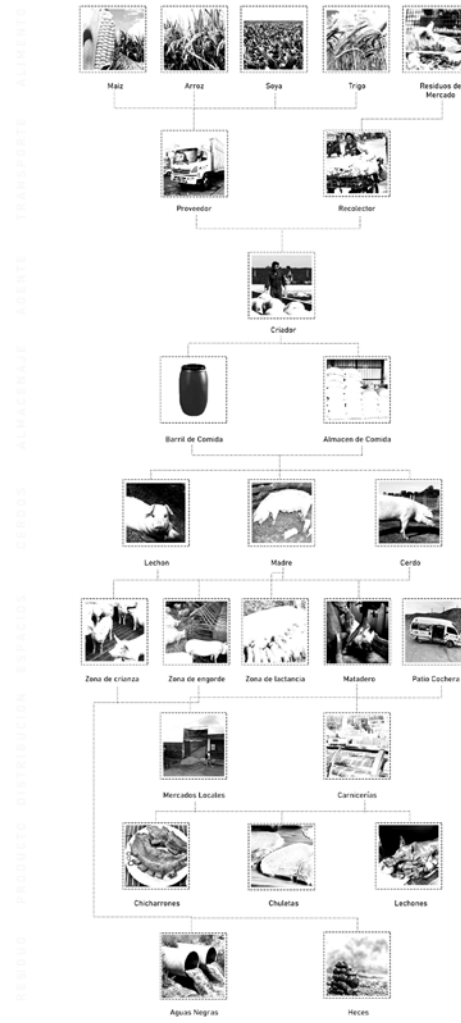 Maiz
Arroz
Soya
Trigo
Residuos de
Mercado
Proveedor
Recolector
Criador
Barril de Comida
Almacen de Comida
Lechon
Madre
Cerdo
Zona de crianza
Zona de engorde
Zona de lactancia
Matadero
Patio Cochera
Mercados Locales
Carnicerías
Chicharrones
Chuletas
Lechones
Aguas Negras
Heces
ALIMENTO
TRANSPORTE
AGENTE
ALMACENAJE
CERDOS
ESPACIOS
DISTRIBUCION
PRODUCTO
RESIDUO